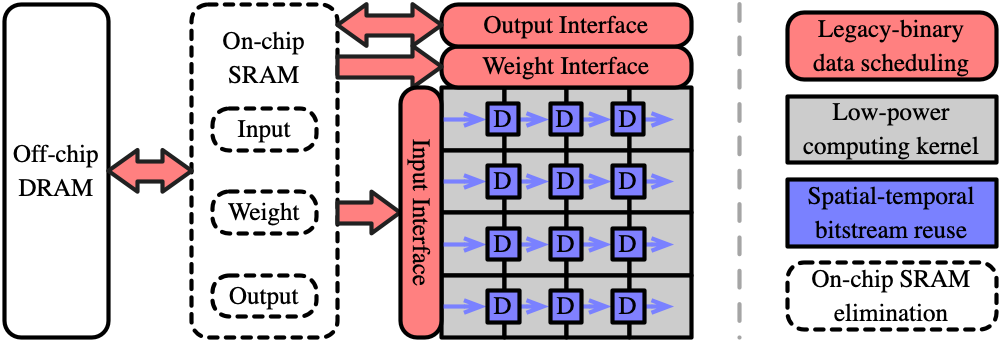 Off-chip
DRAM
On-chip
SRAM
Input
Weight
Output
Output Interface
Weight Interface
Input Interface
D D D
D D D
D D D
D D D
Legacy-binary
data scheduling
Low-power
computing kernel
Spatial-temporal
bitstream reuse
On-chip SRAM
elimination